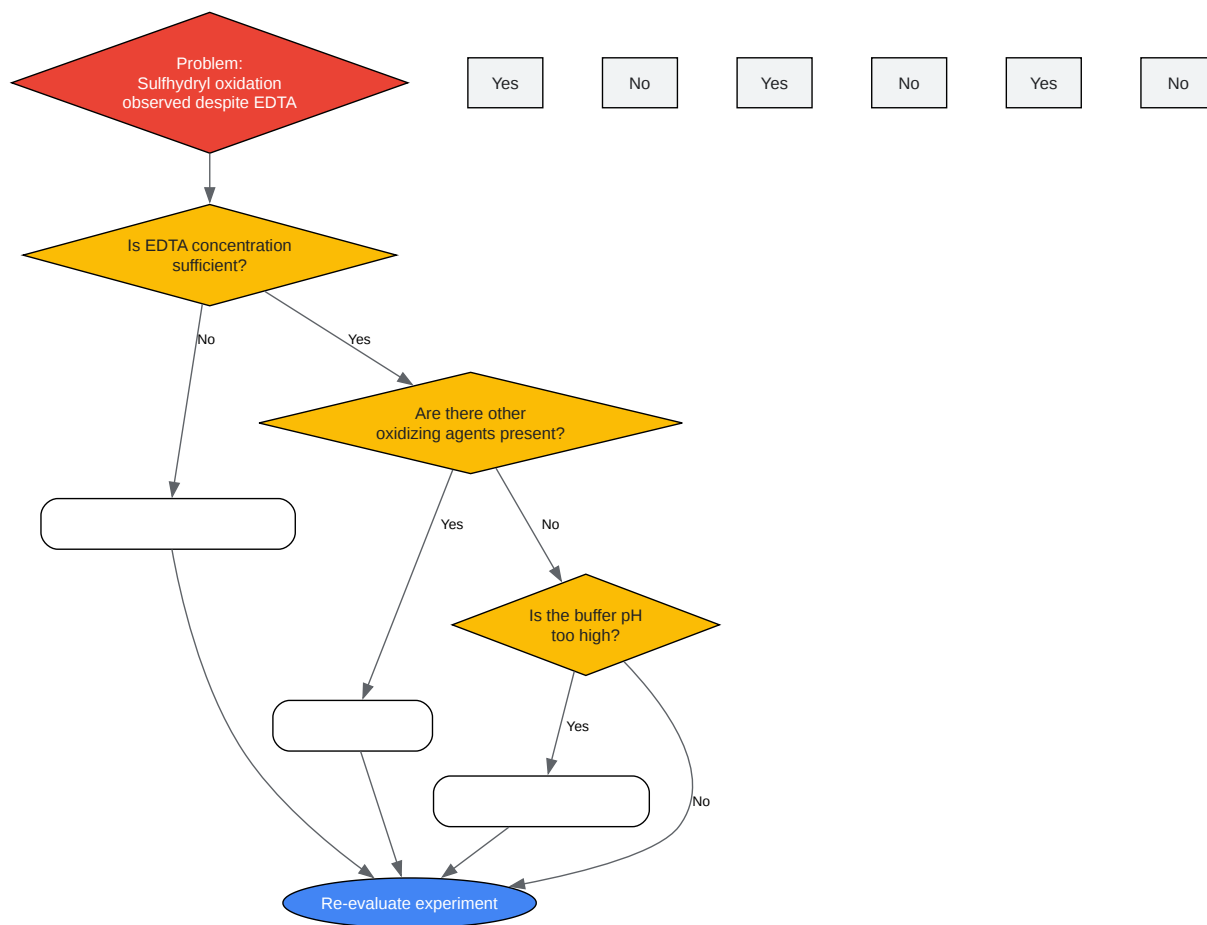 Problem:
Sulfhydryl oxidation
observed despite EDTA
Yes
No
Yes
No
Yes
No
Is EDTA concentration
sufficient?
No
Yes
Are there other
oxidizing agents present?
Yes
No
Is the buffer pH
too high?
Yes
No
Re-evaluate experiment